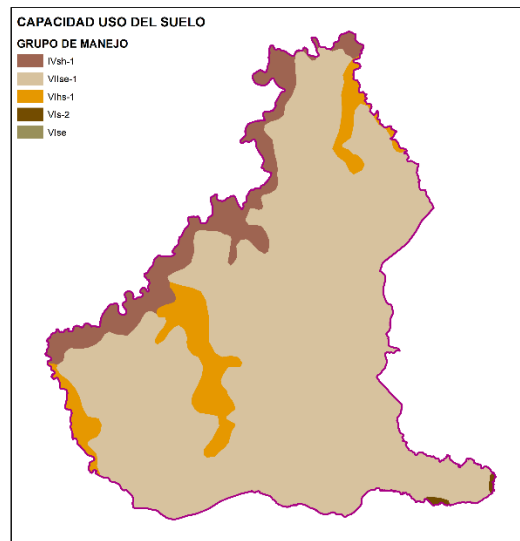 CAPACIDAD USO DEL SUELO
GRUPO DE MANEJO
IVsh-1
VIIse-1
VIhs-1
VIs-2
VIse